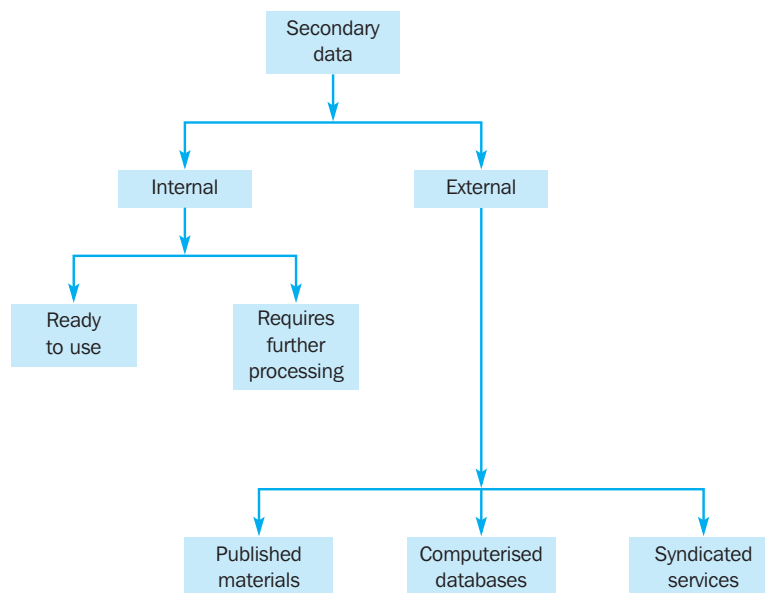 Secondary
data
Internal
External
Ready
to use
Requires
further
processing
Published
materials
Computerised
databases
Syndicated
services